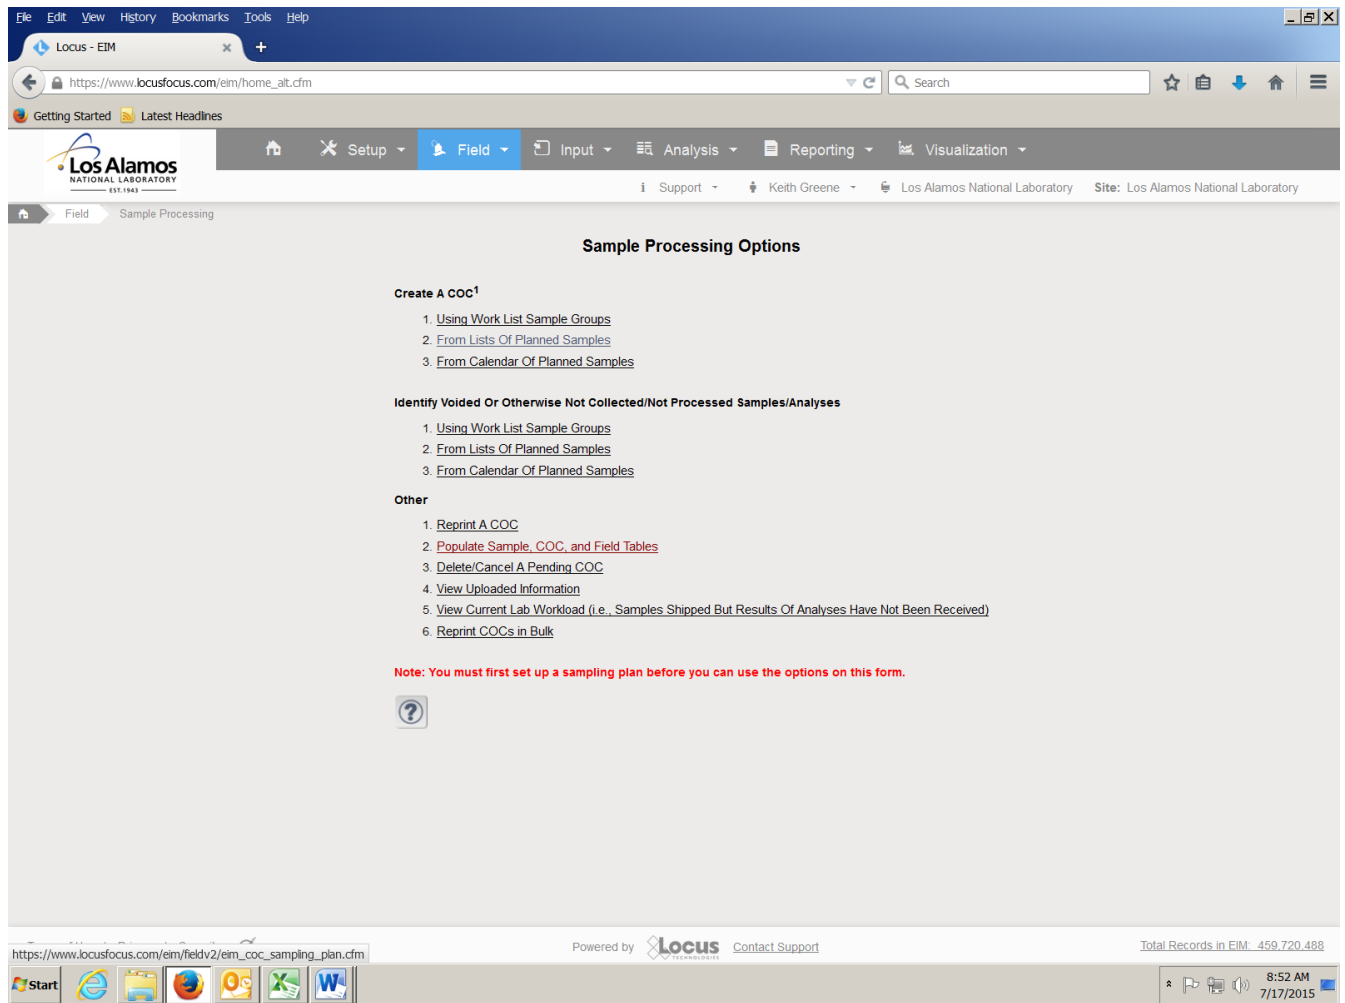 File Edit View History Bookmarks Tools Help
Locus - EIM
https://www.locusfocus.com/eim/home_alt.cfm
Search
Getting Started Latest Headlines
Los Alamos
NATIONAL LABORATORY
EST.1943
Setup Field Input Analysis Reporting Visualization
Support Keith Greene Los Alamos National Laboratory Site: Los Alamos National Laboratory
Field Sample Processing
Sample Processing Options
Create A COC1
1. Using Work List Sample Groups
2. From Lists Of Planned Samples
3. From Calendar Of Planned Samples
Identify Voided Or Otherwise Not Collected/Not Processed Samples/Analyses
1. Using Work List Sample Groups
2. From Lists Of Planned Samples
3. From Calendar Of Planned Samples
Other
1. Reprint A COC
2. Populate Sample, COC, and Field Tables
3. Delete/Cancel A Pending COC
4. View Uploaded Information
5. View Current Lab Workload (i.e., Samples Shipped But Results Of Analyses Have Not Been Received)
6. Reprint COCs in Bulk
Note: You must first set up a sampling plan before you can use the options on this form.
Powered by Locus TECHNOLOGIES Contact Support Total Records in EIM: 459,720,488
https://www.locusfocus.com/eim/fieldv2/eim_coc_sampling_plan.cfm
Start
8:52 AM
7/17/2015